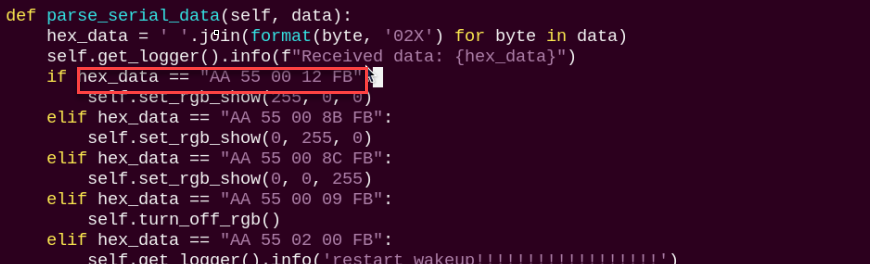 def parse_serial_data(self, data):
    hex_data = ' '.join(format(byte, '02X') for byte in data)
    self.get_logger().info(f"Received data: {hex_data}")
    if hex_data == "AA 55 00 12 FB":
        self.set_rgb_show(255, 0, 0)
    elif hex_data == "AA 55 00 8B FB":
        self.set_rgb_show(0, 255, 0)
    elif hex_data == "AA 55 00 8C FB":
        self.set_rgb_show(0, 0, 255)
    elif hex_data == "AA 55 00 09 FB":
        self.turn_off_rgb()
    elif hex_data == "AA 55 02 00 FB":
        self.get_logger().info('restart wakeup!!!!!!!!!!!!!!!!!!')